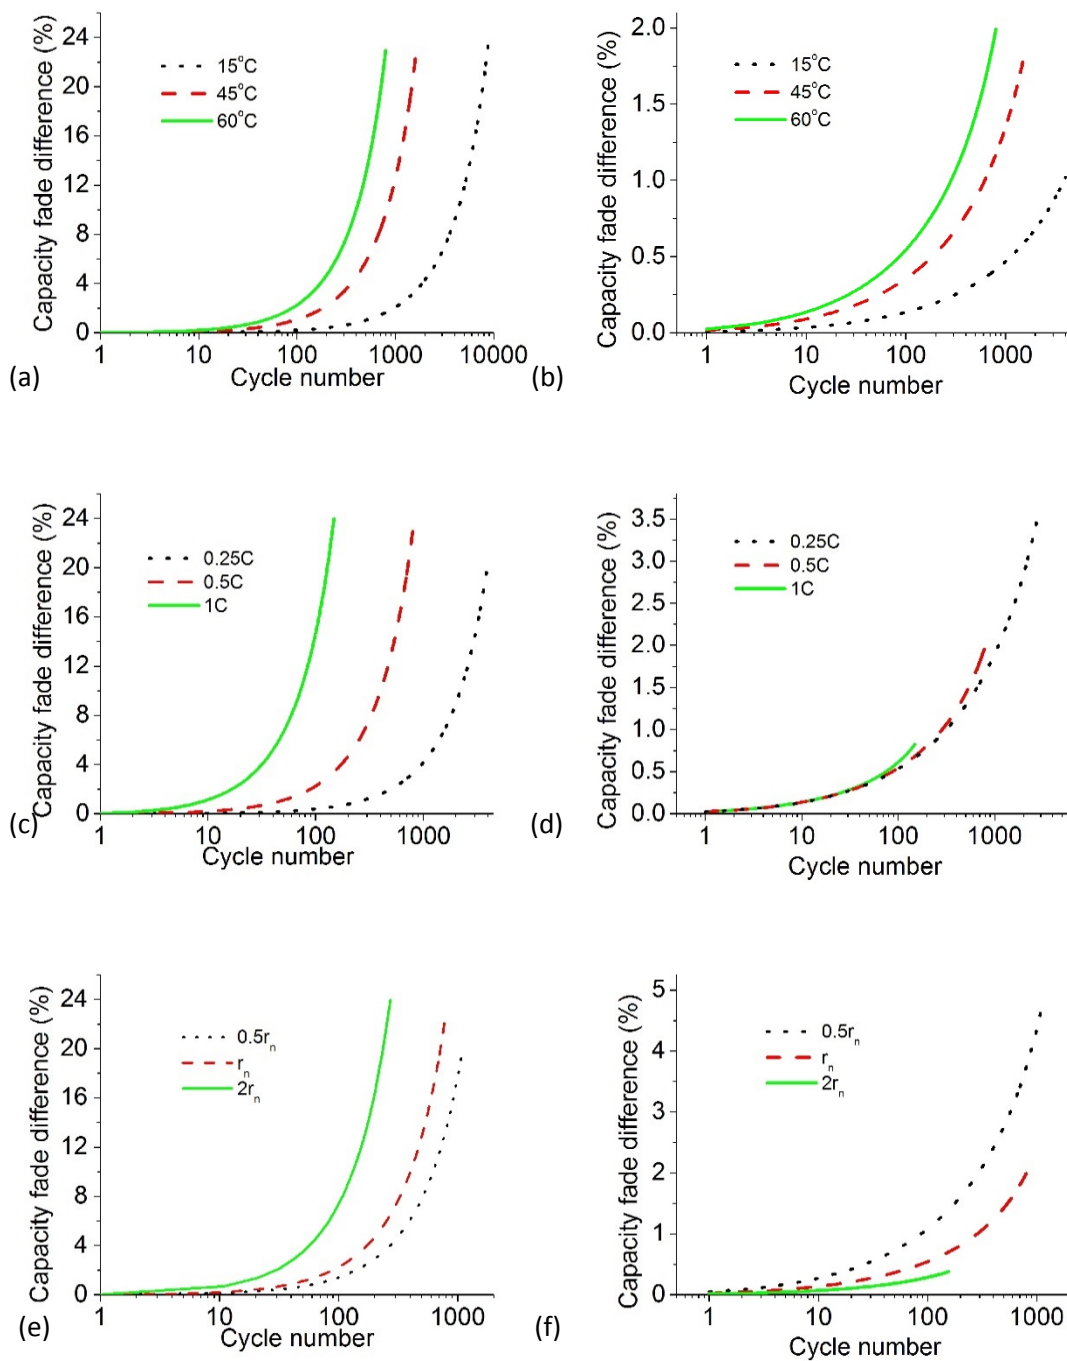 Capacity fade difference (%)
24
20
16
12
8
4
0
15°C
45°C
60°C
1 10 100 1000 10000
Cycle number
(a)
Capacity fade difference (%)
2.0
1.5
1.0
0.5
0.0
15°C
45°C
60°C
1 10 100 1000
Cycle number
(b)
Capacity fade difference (%)
24
20
16
12
8
4
0
0.25C
0.5C
1C
1 10 100 1000
Cycle number
(c)
Capacity fade difference (%)
3.5
3.0
2.5
2.0
1.5
1.0
0.5
0.0
0.25C
0.5C
1C
1 10 100 1000
Cycle number
(d)
Capacity fade difference (%)
24
20
16
12
8
4
0
0.5rₙ
rₙ
2rₙ
1 10 100 1000
Cycle number
(e)
Capacity fade difference (%)
5
4
3
2
1
0
0.5rₙ
rₙ
2rₙ
1 10 100 1000
Cycle number
(f)